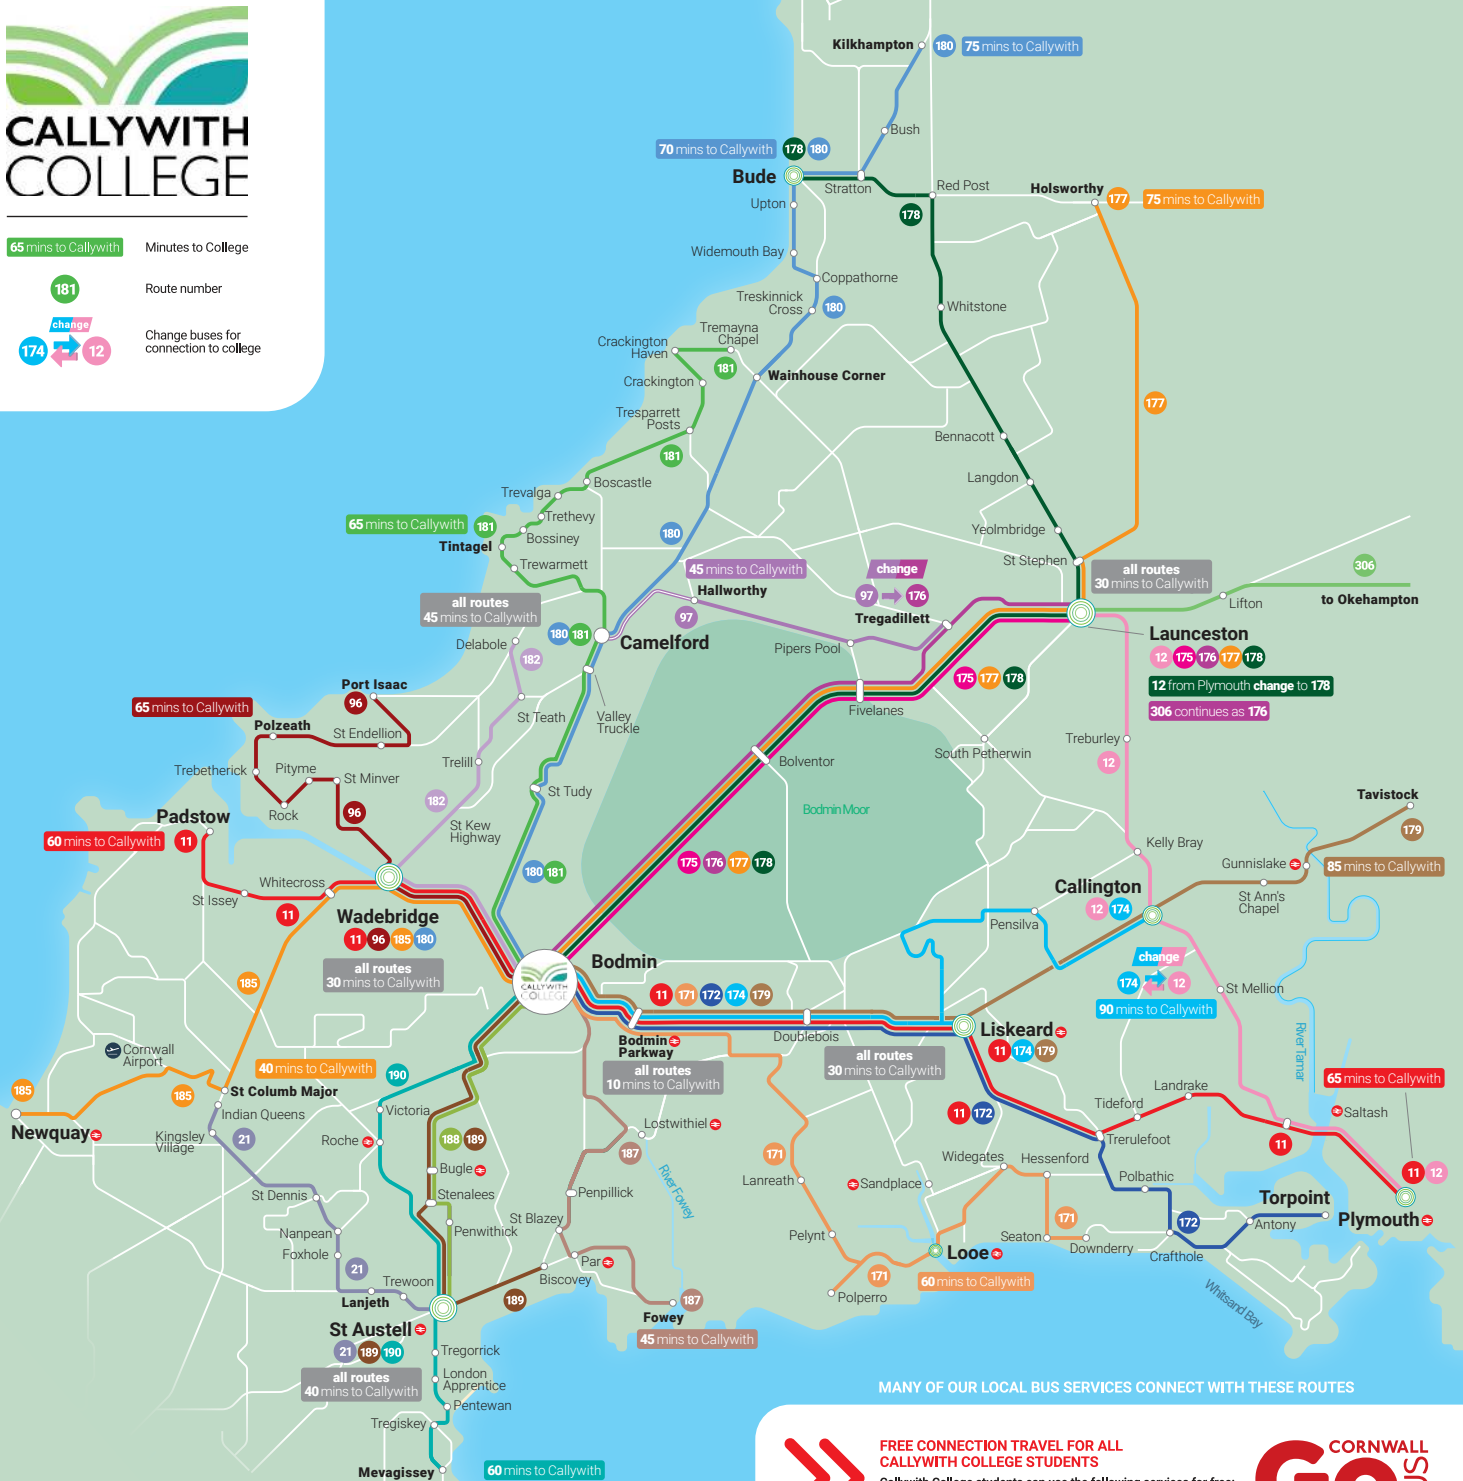 CALLYWITH
COLLEGE
65 mins to Callywith
Minutes to College
181
Route number
change
174
12
Change buses for
connection to college
Kilkhampton
180
75 mins to Callywith
Bush
70 mins to Callywith
178
180
Bude
Stratton
Red Post
Holsworthy
177
75 mins to Callywith
Upton
178
Widemouth Bay
Coppathorne
Treskinnick
Cross
180
Whitstone
Tremayna
Chapel
Crackington
Haven
181
Wainhouse Corner
Crackington
177
Tresparrett
Posts
Bennacott
181
Langdon
Boscastle
Trevalga
Trethevy
65 mins to Callywith
181
Bossiney
Tintagel
180
Yeolmbridge
Trewarmett
St Stephen
45 mins to Callywith
change
all routes
30 mins to Callywith
306
Hallworthy
97
176
Lifton
to Okehampton
all routes
45 mins to Callywith
97
Tregadillett
180
181
Camelford
Launceston
Delabole
Pipers Pool
12
175
176
177
178
182
175
177
178
12 from Plymouth change to 178
Port Isaac
65 mins to Callywith
96
306 continues as 176
St Teath
Valley
Truckle
Fivelanes
Polzeath
St Endellion
Treburley
South Petherwin
Trelill
Bolventor
12
Trebetherick
Pityme
St Minver
St Tudy
Tavistock
Rock
182
96
Bodmin Moor
Padstow
St Kew
Highway
179
60 mins to Callywith
11
Kelly Bray
175
176
177
178
Gunnislake
85 mins to Callywith
180
181
Whitecross
Callington
St Ann's
Chapel
St Issey
12
174
11
Wadebridge
Pensilva
11
96
185
180
change
Bodmin
all routes
30 mins to Callywith
CALLYWITH
COLLEGE
174
12
185
St Mellion
11
171
172
174
179
90 mins to Callywith
Liskeard
Doublebois
Bodmin
Parkway
11
174
179
River Tamar
Cornwall
Airport
40 mins to Callywith
all routes
10 mins to Callywith
all routes
30 mins to Callywith
190
65 mins to Callywith
185
185
St Columb Major
Landrake
Victoria
Tideford
Saltash
Indian Queens
11
172
Newquay
Kingsley
Village
21
Roche
188
189
Lostwithiel
Trerulefoot
11
187
171
Widegates
Hessenford
Bugle
11
12
River Fowey
Lanreath
Sandplace
Polbathic
St Dennis
Stenalees
Penpillick
Torpoint
St Blazey
171
172
Antony
Plymouth
Nanpean
Penwithick
Pelynt
Seaton
Downderry
Foxhole
Par
Looe
Crafthole
21
Biscovey
171
60 mins to Callywith
Trewoon
Polperro
Whitsand Bay
Lanjeth
189
187
Fowey
St Austell
45 mins to Callywith
21
189
190
Tregorrick
all routes
40 mins to Callywith
London
Apprentice
MANY OF OUR LOCAL BUS SERVICES CONNECT WITH THESE ROUTES
Pentewan
Tregiskey
FREE CONNECTION TRAVEL FOR ALL
CALLYWITH COLLEGE STUDENTS
CORNWALL
GO
Mevagissey
60 mins to Callywith
Callywith College students can use the following services for free: